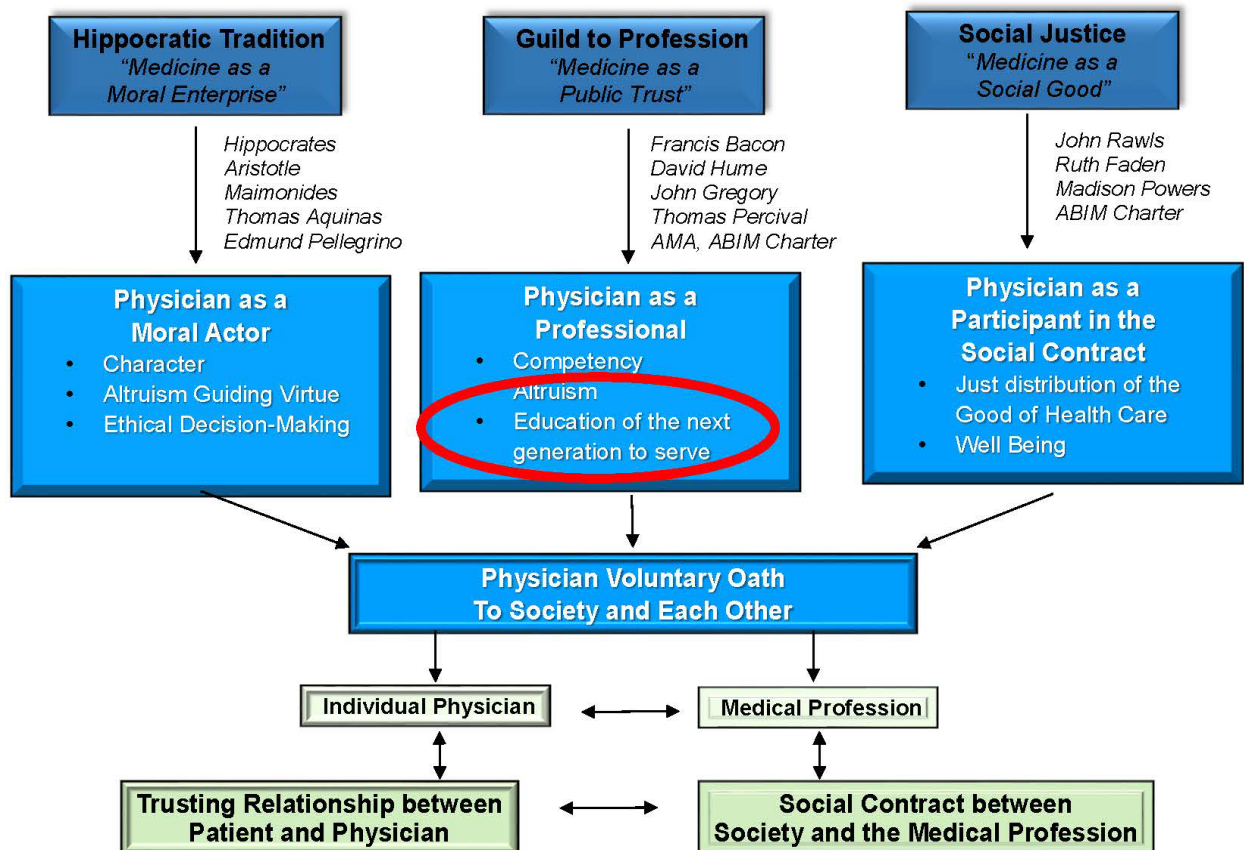 Hippocratic Tradition
“Medicine as a
Moral Enterprise”
Guild to Profession
“Medicine as a
Public Trust”
Social Justice
“Medicine as a
Social Good”
Hippocrates
Aristotle
Maimonides
Thomas Aquinas
Edmund Pellegrino
Francis Bacon
David Hume
John Gregory
Thomas Percival
AMA, ABIM Charter
John Rawls
Ruth Faden
Madison Powers
ABIM Charter
Physician as a
Moral Actor
• Character
• Altruism Guiding Virtue
• Ethical Decision-Making
Physician as a
Professional
• Competency
Altruism
• Education of the next
generation to serve
Physician as a
Participant in the
Social Contract
• Just distribution of the
Good of Health Care
• Well Being
Physician Voluntary Oath
To Society and Each Other
Individual Physician
Medical Profession
Trusting Relationship between
Patient and Physician
Social Contract between
Society and the Medical Profession